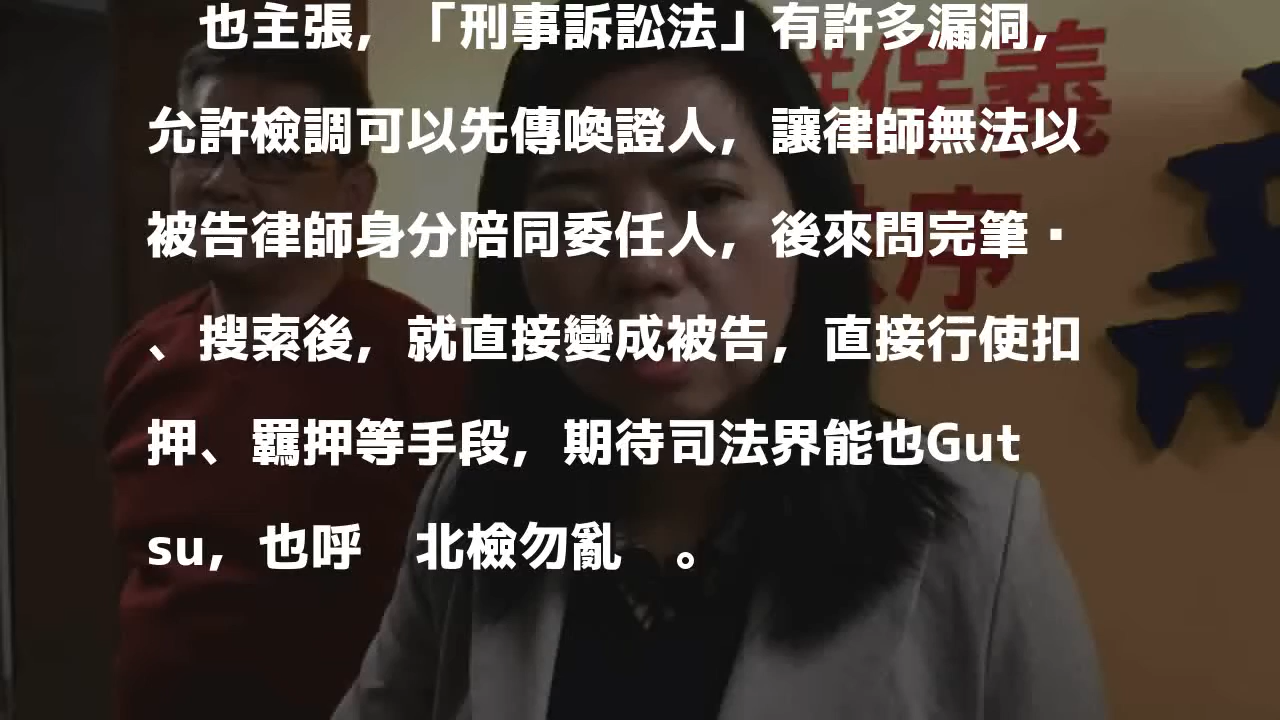 也主張，「刑事訴訟法」有許多漏洞，
允許檢調可以先傳喚證人，讓律師無法以
被告律師身分陪同委任人，後來問完筆·
、搜索後，就直接變成被告，直接行使扣
押、羈押等手段，期待司法界能也Gut
su，也呼 北檢勿亂 。
保義
序